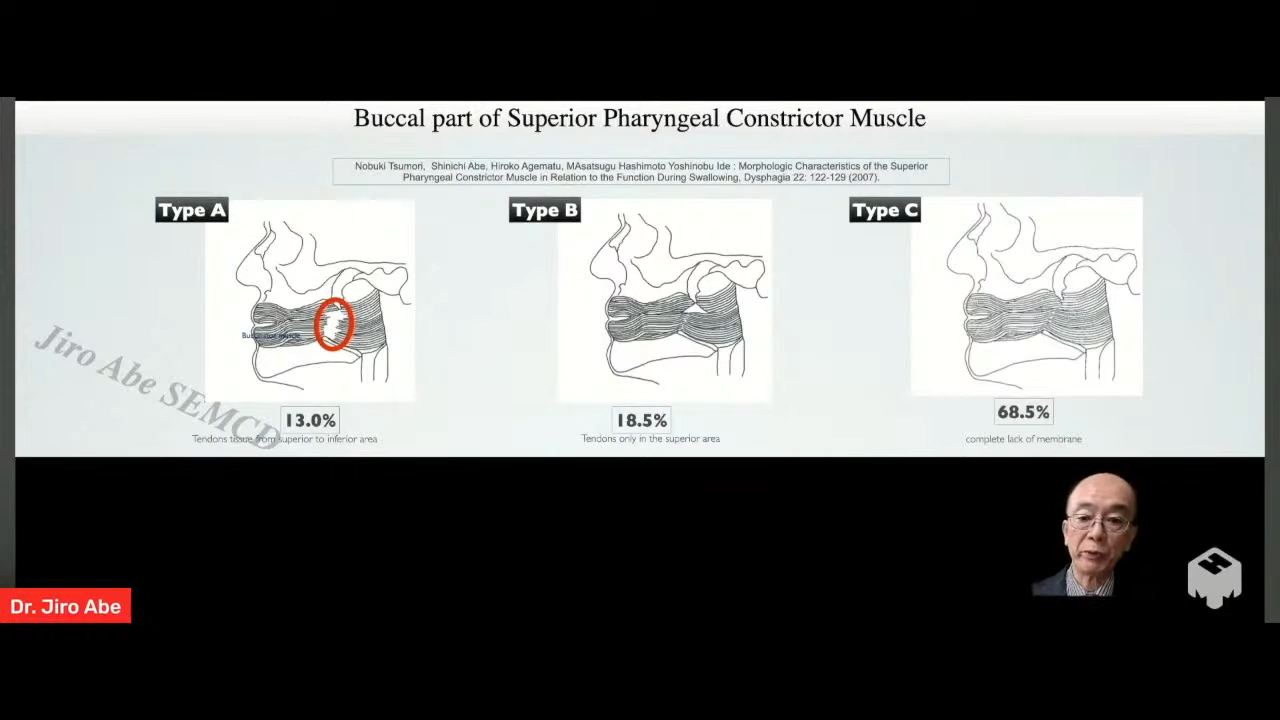 Buccal part of Superior Pharyngeal Constrictor Muscle
Nobuki Tsumori, Shinichi Abe, Hiroko Agematu, MAsatsugu Hashimoto Yoshinobu Ide : Morphologic Characteristics of the Superior
Pharyngeal Constrictor Muscle in Relation to the Function During Swallowing, Dysphagia 22: 122-129 (2007).
Type A
Type B
Type C
muscle
Jiro Abe SEMCD
13.0%
18.5%
68.5%
Tendons tissue from superior to inferior area
Tendons only in the superior area
complete lack of membrane
Dr. Jiro Abe